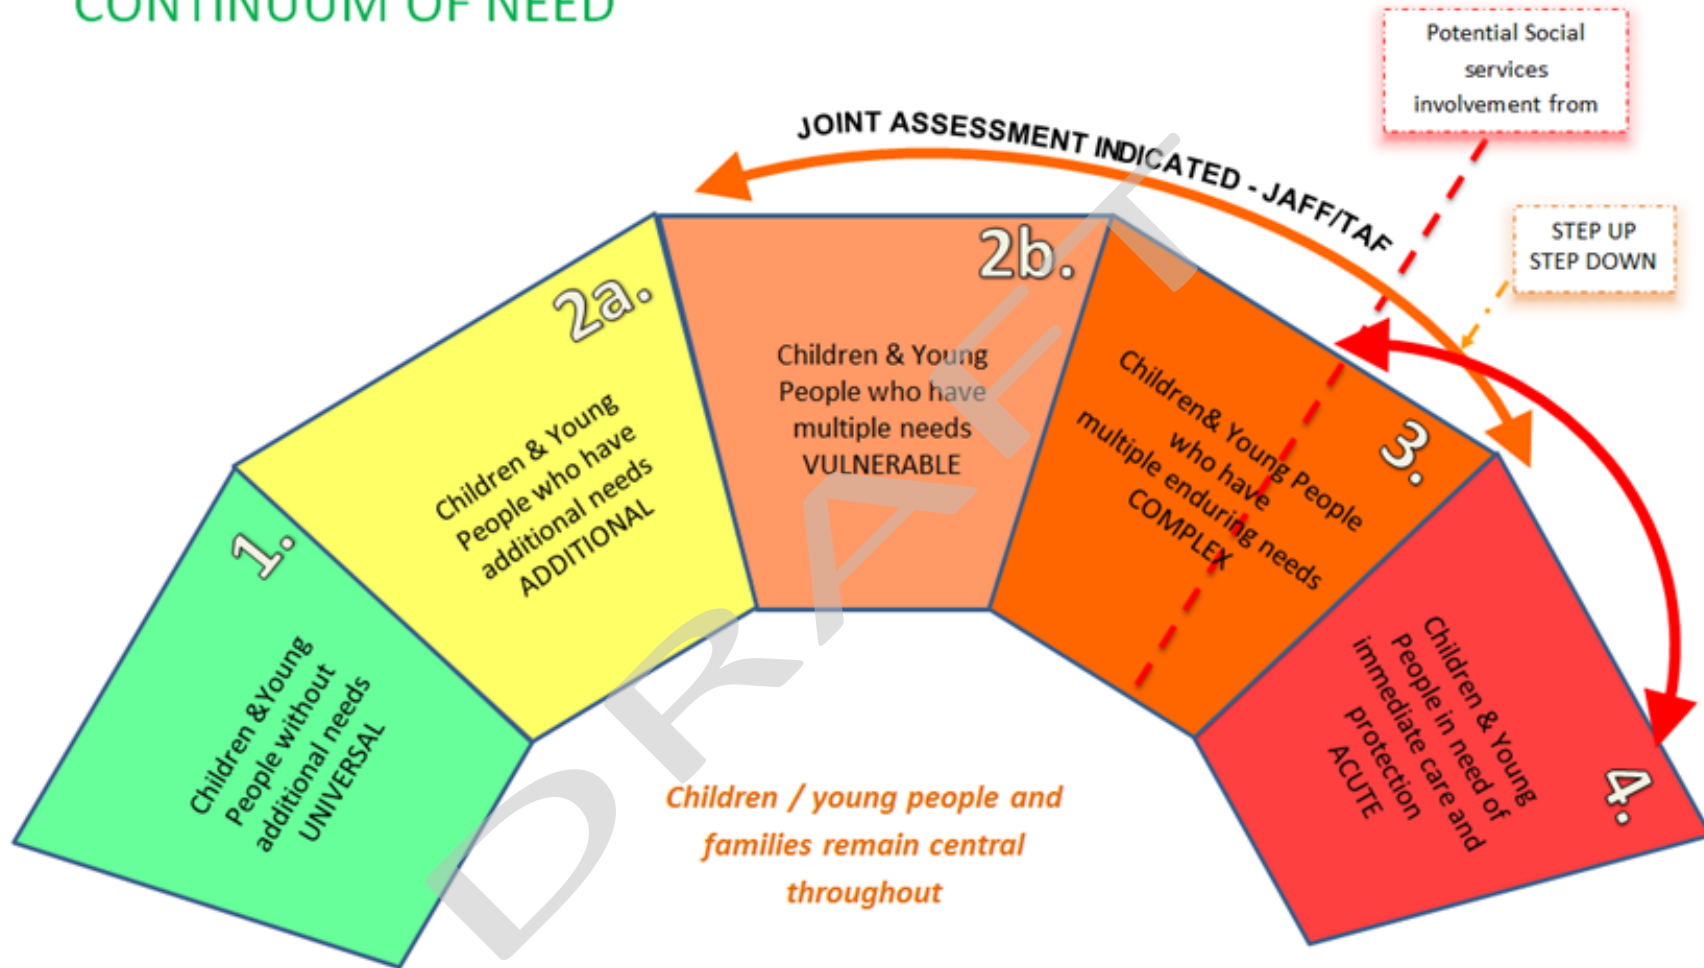 CONTINUUM OF NEED
Potential Social
services
involvement from
JOINT ASSESSMENT INDICATED - JAFF/TAF
STEP UP
STEP DOWN
1.
Children &Young
People without
additional needs
UNIVERSAL
2a.
Children & Young
People who have
additional needs
ADDITIONAL
2b.
Children & Young
People who have
multiple needs
VULNERABLE
3.
Children& Young People
who have
multiple enduring needs
COMPLEX
4.
Children & Young
People in need of
immediate care and
protection
ACUTE
Children / young people and
families remain central
throughout
DRAFT